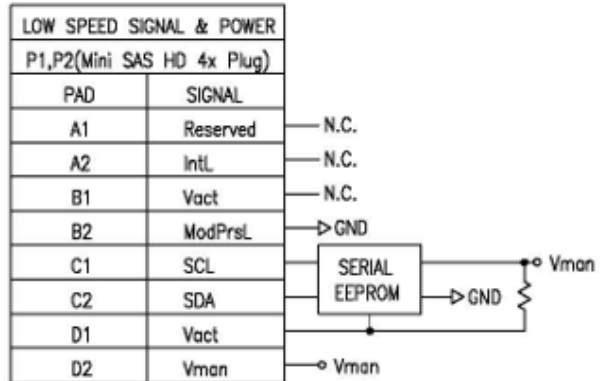 LOW SPEED SIGNAL & POWER
P1,P2(Mini SAS HD 4x Plug)
PAD SIGNAL
A1 Reserved N.C.
A2 IntL N.C.
B1 Vact N.C.
B2 ModPrsL GND
C1 SCL SERIAL EEPROM Vman
C2 SDA GND
D1 Vact
D2 Vman Vman